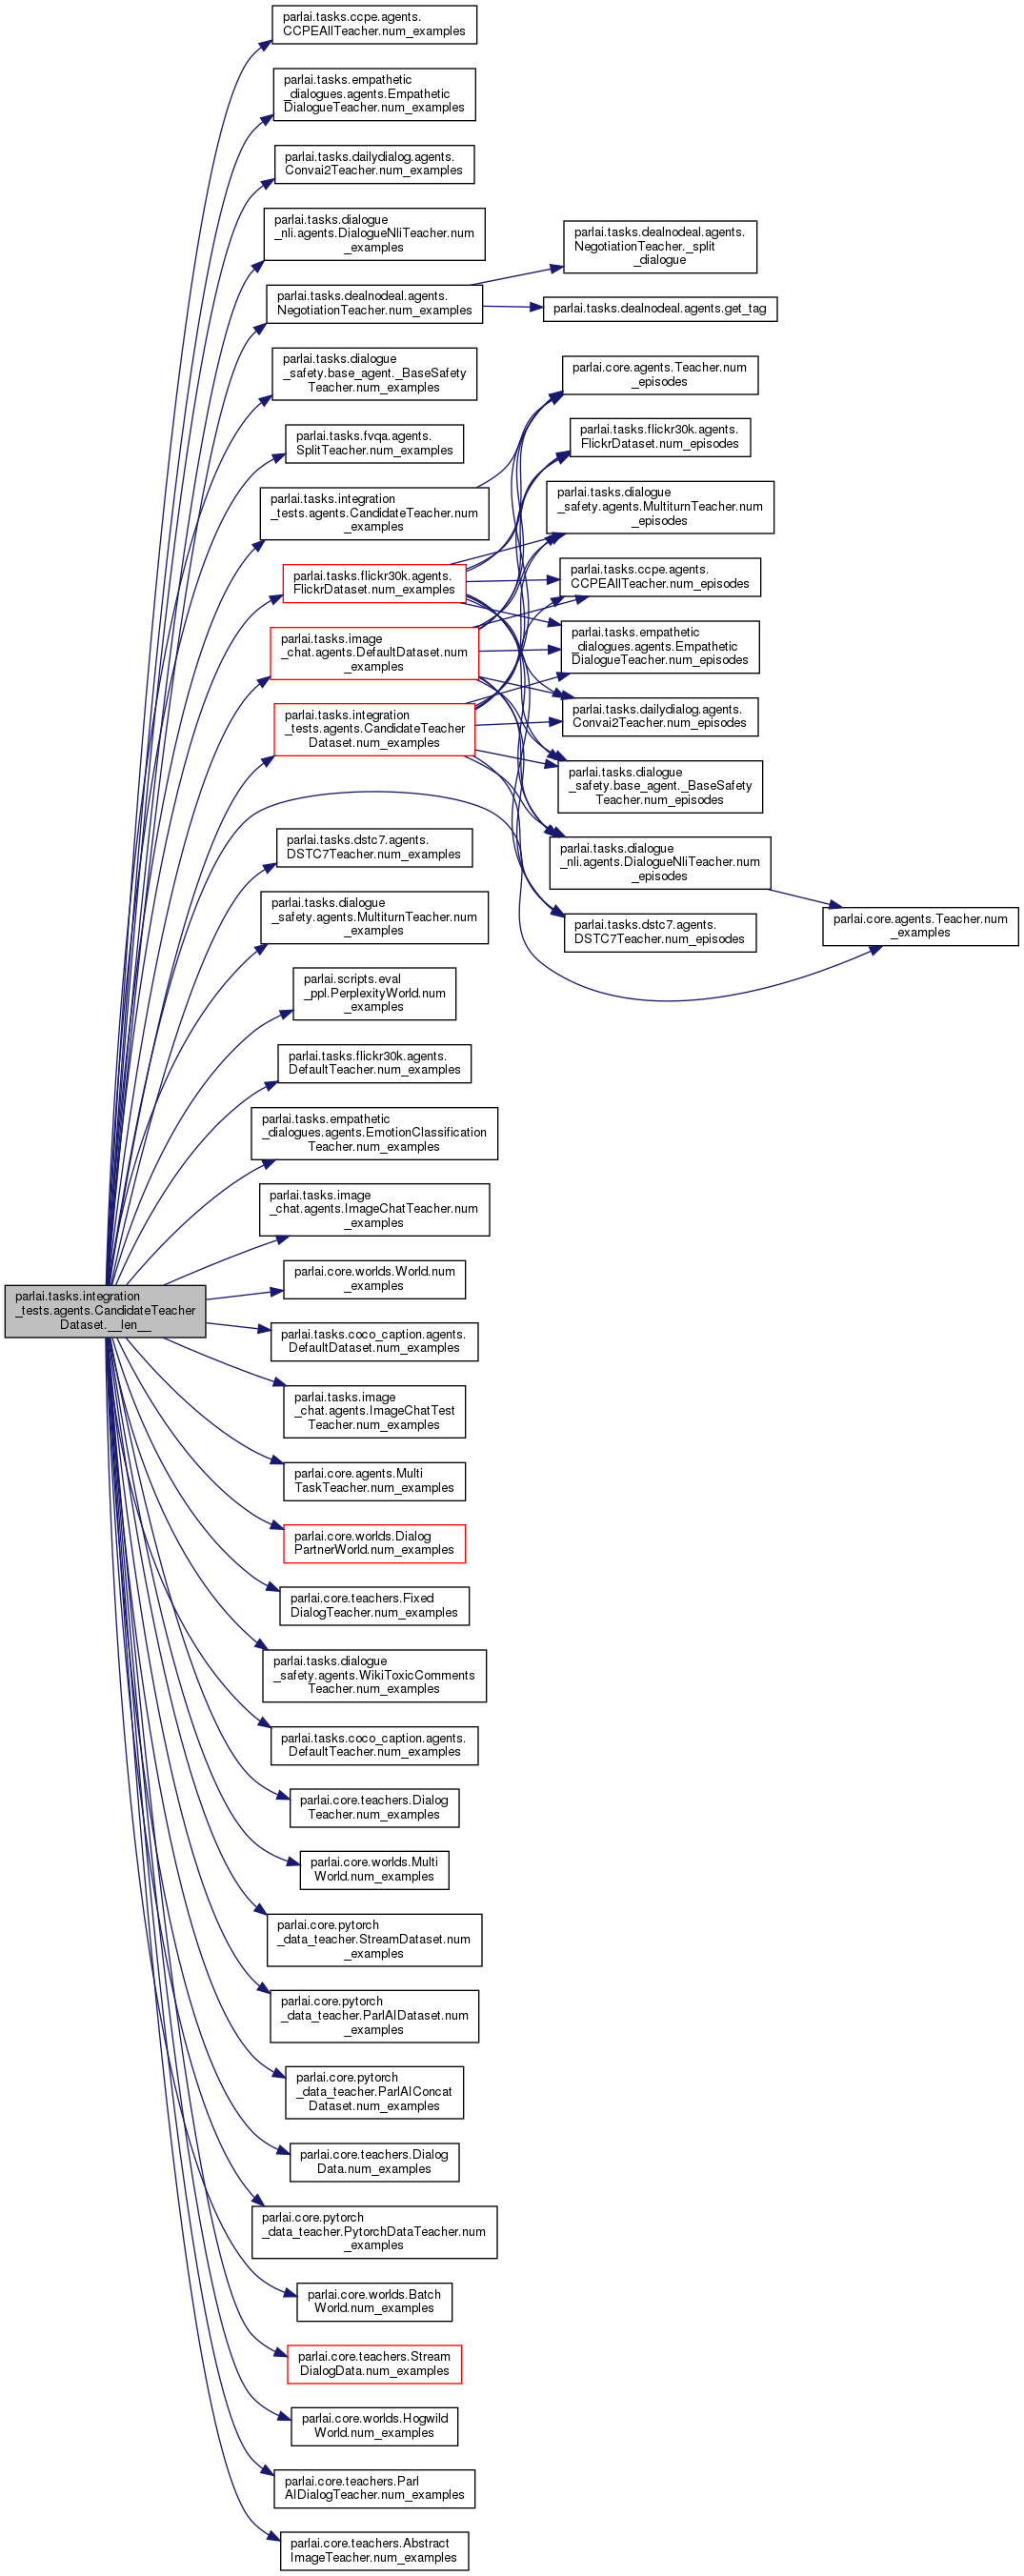 parlai.tasks.ccpe.agents.
CCPEAllTeacher.num_examples
parlai.tasks.empathetic
_dialogues.agents.Empathetic
DialogueTeacher.num_examples
parlai.tasks.dailydialog.agents.
Convai2Teacher.num_examples
parlai.tasks.dialogue
_nli.agents.DialogueNliTeacher.num
_examples
parlai.tasks.dealnodeal.agents.
NegotiationTeacher._split
_dialogue
parlai.tasks.dealnodeal.agents.
NegotiationTeacher.num_examples
parlai.tasks.dealnodeal.agents.get_tag
parlai.tasks.dialogue
_safety.base_agent._BaseSafety
Teacher.num_examples
parlai.core.agents.Teacher.num
_episodes
parlai.tasks.fvqa.agents.
SplitTeacher.num_examples
parlai.tasks.flickr30k.agents.
FlickrDataset.num_episodes
parlai.tasks.integration
_tests.agents.CandidateTeacher.num
_examples
parlai.tasks.dialogue
_safety.agents.MultiturnTeacher.num
_episodes
parlai.tasks.flickr30k.agents.
FlickrDataset.num_examples
parlai.tasks.ccpe.agents.
CCPEAllTeacher.num_episodes
parlai.tasks.image
_chat.agents.DefaultDataset.num
_examples
parlai.tasks.empathetic
_dialogues.agents.Empathetic
DialogueTeacher.num_episodes
parlai.tasks.integration
_tests.agents.CandidateTeacher
Dataset.num_examples
parlai.tasks.dailydialog.agents.
Convai2Teacher.num_episodes
parlai.tasks.dialogue
_safety.base_agent._BaseSafety
Teacher.num_episodes
parlai.tasks.dstc7.agents.
DSTC7Teacher.num_examples
parlai.tasks.dialogue
_nli.agents.DialogueNliTeacher.num
_episodes
parlai.tasks.dialogue
_safety.agents.MultiturnTeacher.num
_examples
parlai.tasks.dstc7.agents.
DSTC7Teacher.num_episodes
parlai.core.agents.Teacher.num
_examples
parlai.scripts.eval
_ppl.PerplexityWorld.num
_examples
parlai.tasks.flickr30k.agents.
DefaultTeacher.num_examples
parlai.tasks.empathetic
_dialogues.agents.EmotionClassification
Teacher.num_examples
parlai.tasks.image
_chat.agents.ImageChatTeacher.num
_examples
parlai.core.worlds.World.num
_examples
parlai.tasks.integration
_tests.agents.CandidateTeacher
Dataset.__len__
parlai.tasks.coco_caption.agents.
DefaultDataset.num_examples
parlai.tasks.image
_chat.agents.ImageChatTest
Teacher.num_examples
parlai.core.agents.Multi
TaskTeacher.num_examples
parlai.core.worlds.Dialog
PartnerWorld.num_examples
parlai.core.teachers.Fixed
DialogTeacher.num_examples
parlai.tasks.dialogue
_safety.agents.WikiToxicComments
Teacher.num_examples
parlai.tasks.coco_caption.agents.
DefaultTeacher.num_examples
parlai.core.teachers.Dialog
Teacher.num_examples
parlai.core.worlds.Multi
World.num_examples
parlai.core.pytorch
_data_teacher.StreamDataset.num
_examples
parlai.core.pytorch
_data_teacher.ParlAIDataset.num
_examples
parlai.core.pytorch
_data_teacher.ParlAIConcat
Dataset.num_examples
parlai.core.teachers.Dialog
Data.num_examples
parlai.core.pytorch
_data_teacher.PytorchDataTeacher.num
_examples
parlai.core.worlds.Batch
World.num_examples
parlai.core.teachers.Stream
DialogData.num_examples
parlai.core.worlds.Hogwild
World.num_examples
parlai.core.teachers.Parl
AIDialogTeacher.num_examples
parlai.core.teachers.Abstract
ImageTeacher.num_examples